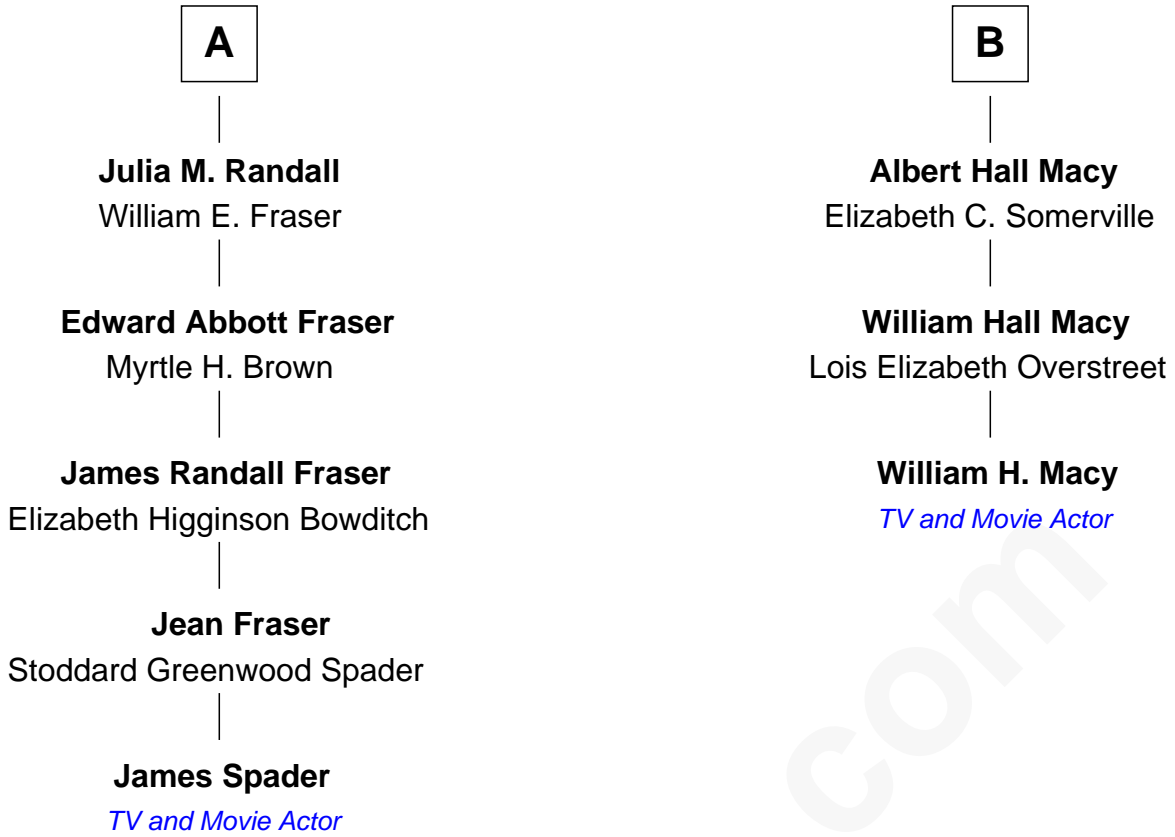 A
Julia M. Randall
William E. Fraser
Edward Abbott Fraser
Myrtle H. Brown
James Randall Fraser
Elizabeth Higginson Bowditch
Jean Fraser
Stoddard Greenwood Spader
James Spader
TV and Movie Actor
B
Albert Hall Macy
Elizabeth C. Somerville
William Hall Macy
Lois Elizabeth Overstreet
William H. Macy
TV and Movie Actor
com